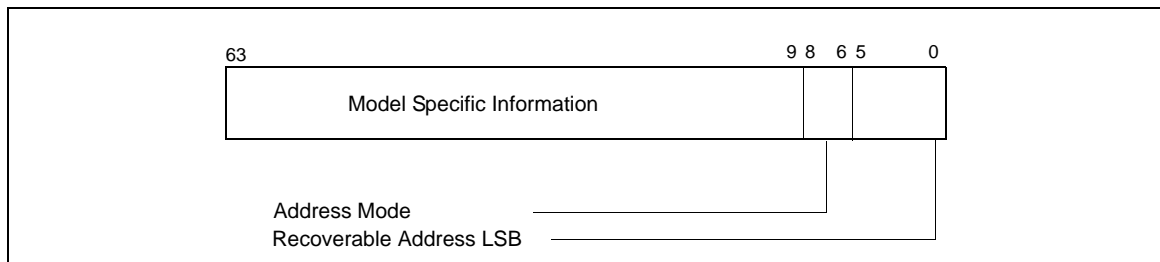 63 9 8 6 5 0
Model Specific Information
Address Mode
Recoverable Address LSB